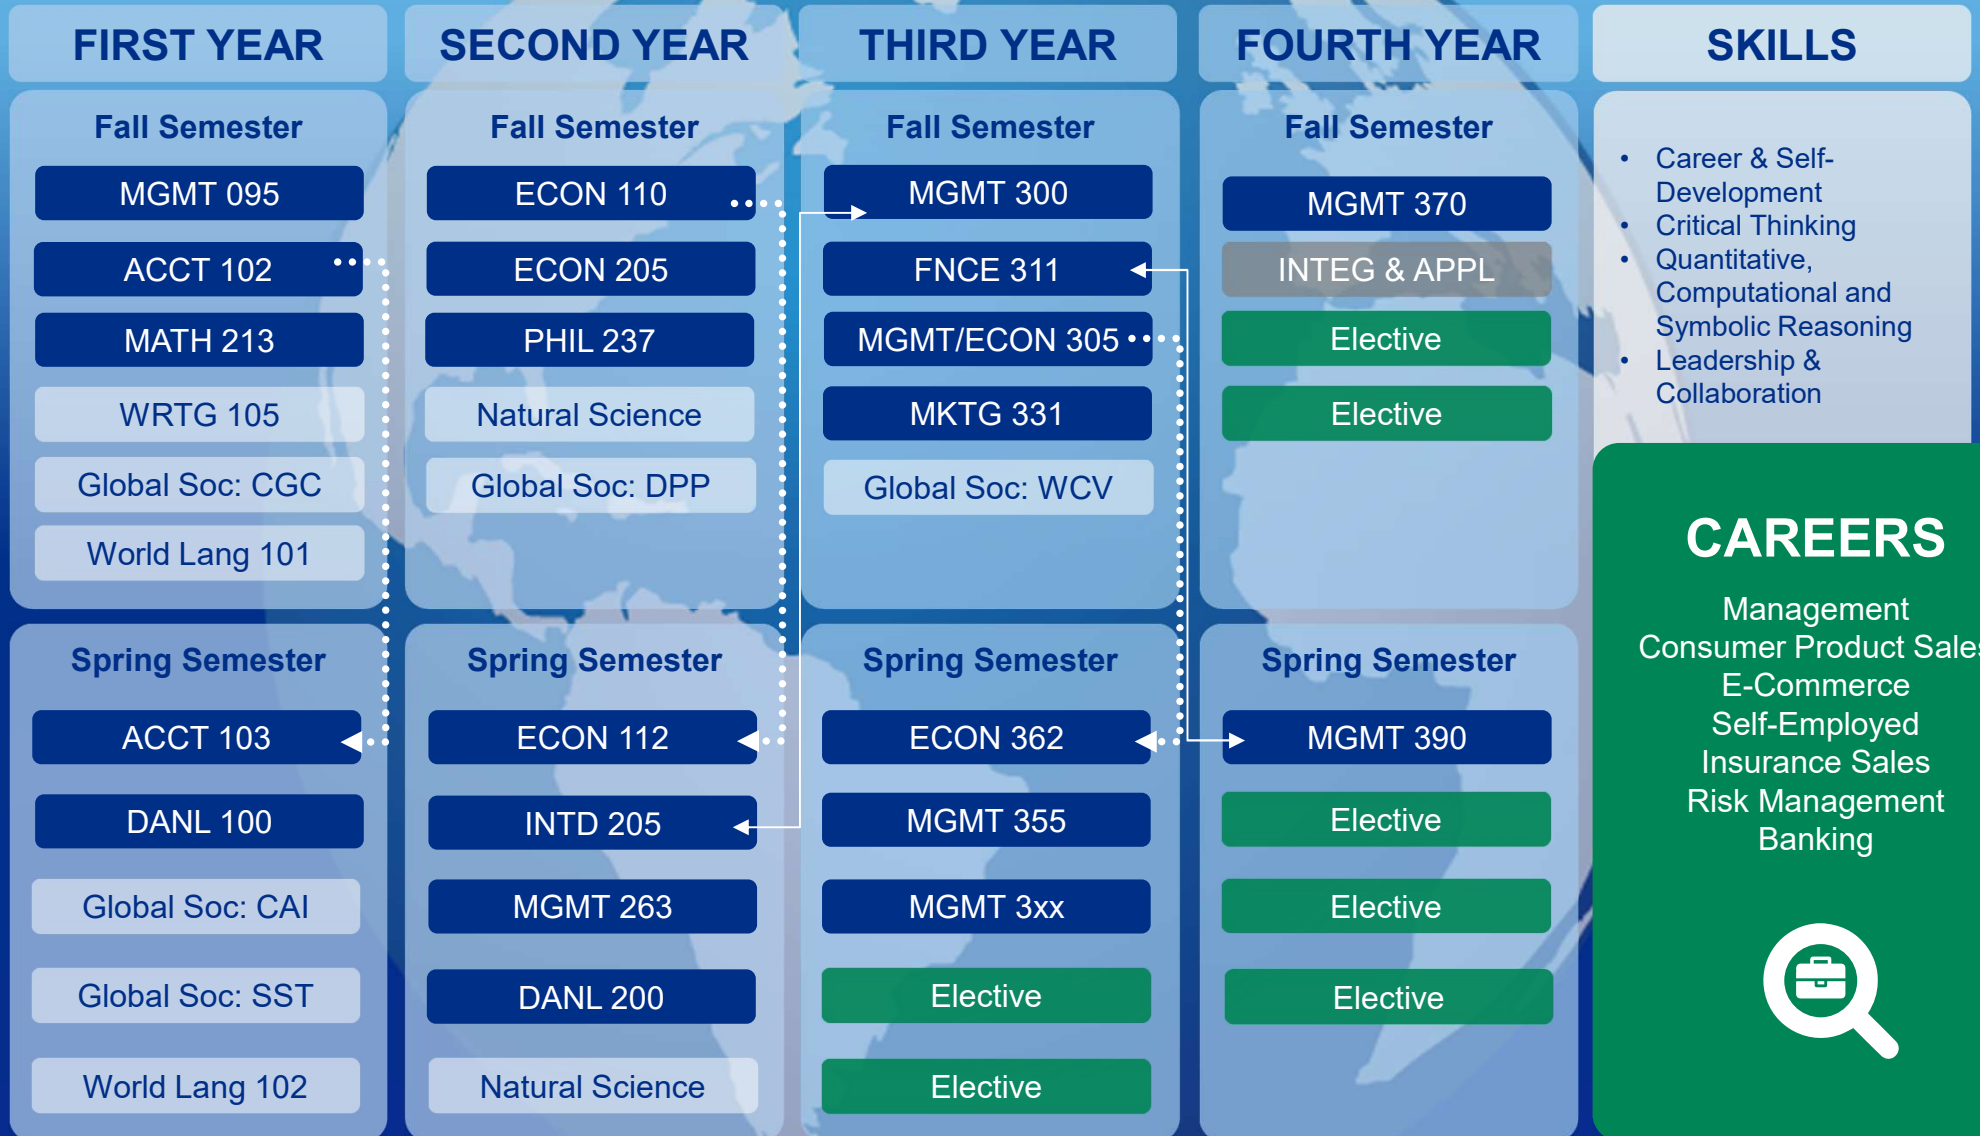 FIRST YEAR
Fall Semester
MGMT 095
ACCT 102
MATH 213
WRTG 105
Global Soc: CGC
World Lang 101
Spring Semester
ACCT 103
DANL 100
Global Soc: CAI
Global Soc: SST
World Lang 102
SECOND YEAR
Fall Semester
ECON 110
ECON 205
PHIL 237
Natural Science
Global Soc: DPP
Spring Semester
ECON 112
INTD 205
MGMT 263
DANL 200
Natural Science
THIRD YEAR
Fall Semester
MGMT 300
FNCE 311
MGMT/ECON 305
MKTG 331
Global Soc: WCV
Spring Semester
ECON 362
MGMT 355
MGMT 3xx
Elective
Elective
FOURTH YEAR
Fall Semester
MGMT 370
INTEG & APPL
Elective
Elective
Spring Semester
MGMT 390
Elective
Elective
Elective
SKILLS
• Career & Self-
Development
• Critical Thinking
• Quantitative,
Computational and
Symbolic Reasoning
• Leadership &
Collaboration
CAREERS
Management
Consumer Product Sales
E-Commerce
Self-Employed
Insurance Sales
Risk Management
Banking